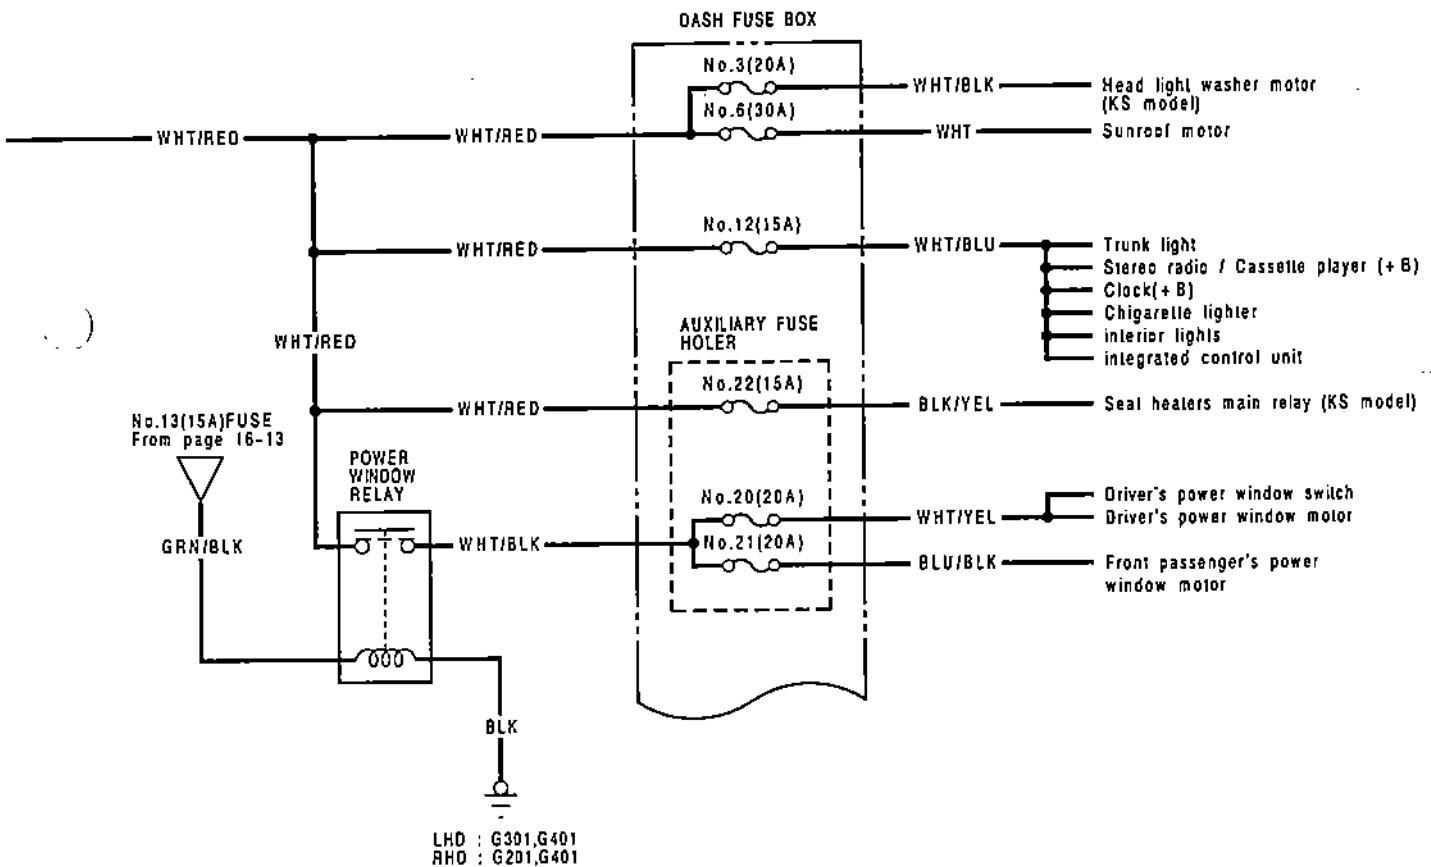 DASH FUSE BOX
No.3(20A)
WHT/BLK
Head light washer motor
(KS model)
No.6(30A)
WHT/RED
WHT/RED
WHT
Sunroof motor
No.12(15A)
WHT/RED
WHT/BLU
Trunk light
Stereo radio / Cassette player (+B)
Clock(+B)
Chigarette lighter
interior lights
integrated control unit
WHT/RED
AUXILIARY FUSE
HOLER
No.22(15A)
WHT/RED
BLK/YEL
Seal heaters main relay (KS model)
No.13(15A)FUSE
From page 16-13
POWER
WINDOW
RELAY
No.20(20A)
WHT/YEL
Driver's power window switch
Driver's power window motor
GRN/BLK
WHT/BLK
No.21(20A)
BLU/BLK
Front passenger's power
window motor
BLK
LHD : G301,G401
RHD : G201,G401